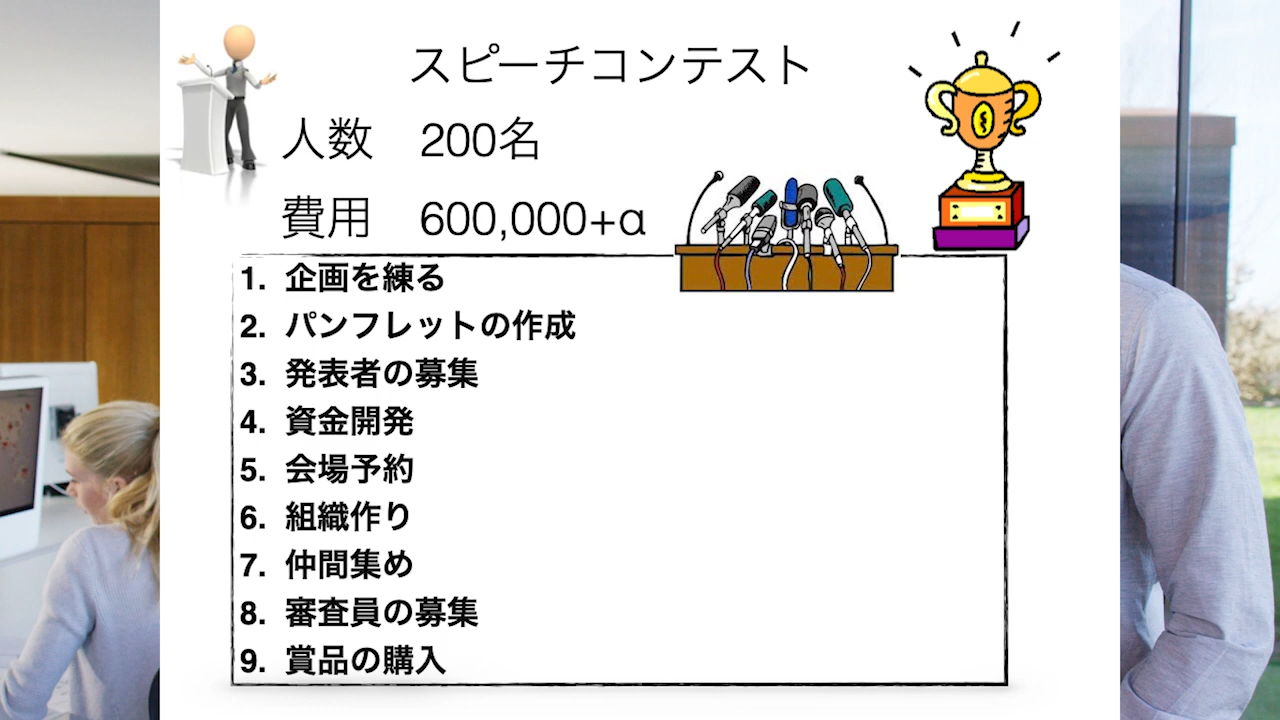 スピーチコンテスト
人数　200名
費用　600,000+α
1. 企画を練る
2. パンフレットの作成
3. 発表者の募集
4. 資金開発
5. 会場予約
6. 組織作り
7. 仲間集め
8. 審査員の募集
9. 賞品の購入